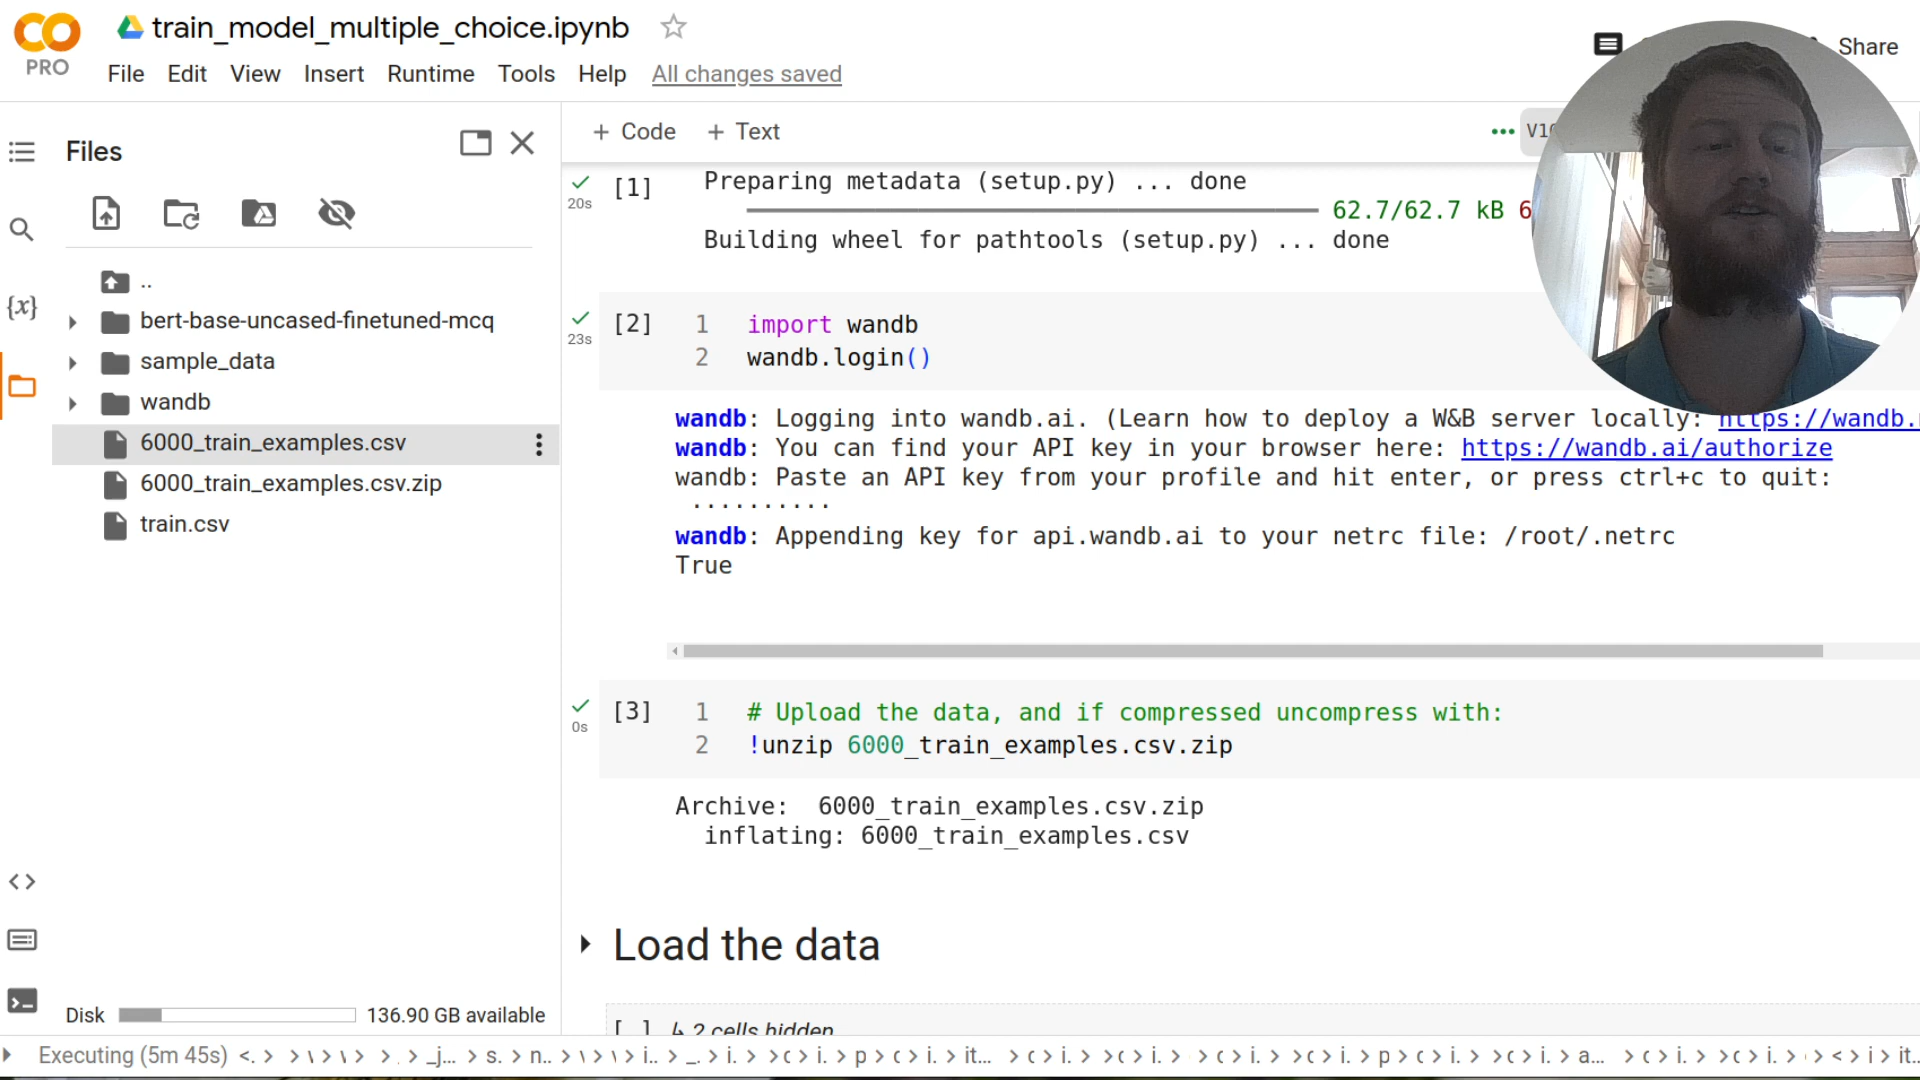 train_model_multiple_choice.ipynb
PRO
File Edit View Insert Runtime Tools Help All changes saved
Share
Files
+ Code + Text
[1]
20s
Preparing metadata (setup.py) ... done
62.7/62.7 kB 6
Building wheel for pathtools (setup.py) ... done
..
bert-base-uncased-finetuned-mcq
sample_data
wandb
6000_train_examples.csv
6000_train_examples.csv.zip
train.csv
[2]
23s
1 import wandb
2 wandb.login()
wandb: Logging into wandb.ai. (Learn how to deploy a W&B server locally: https://wandb.
wandb: You can find your API key in your browser here: https://wandb.ai/authorize
wandb: Paste an API key from your profile and hit enter, or press ctrl+c to quit:
..........
wandb: Appending key for api.wandb.ai to your netrc file: /root/.netrc
True
[3]
0s
1 # Upload the data, and if compressed uncompress with:
2 !unzip 6000_train_examples.csv.zip
Archive: 6000_train_examples.csv.zip
inflating: 6000_train_examples.csv
Load the data
[ ] ↳ 2 cells hidden
Disk 136.90 GB available
Executing (5m 45s)